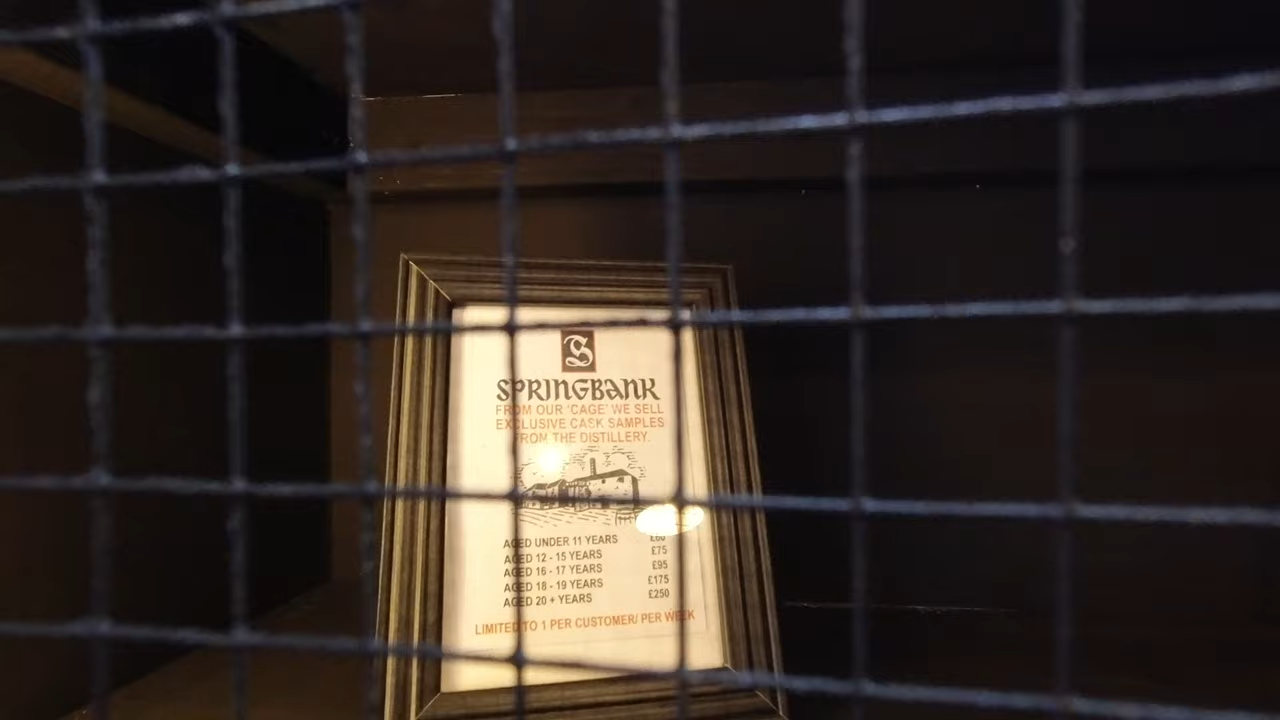 S
SPRINGBANK
FROM OUR 'CAGE' WE SELL
EXCLUSIVE CASK SAMPLES
FROM THE DISTILLERY.
AGED UNDER 11 YEARS £60
AGED 12 - 15 YEARS £75
AGED 16 - 17 YEARS £95
AGED 18 - 19 YEARS £175
AGED 20 + YEARS £250
LIMITED TO 1 PER CUSTOMER/ PER WEEK